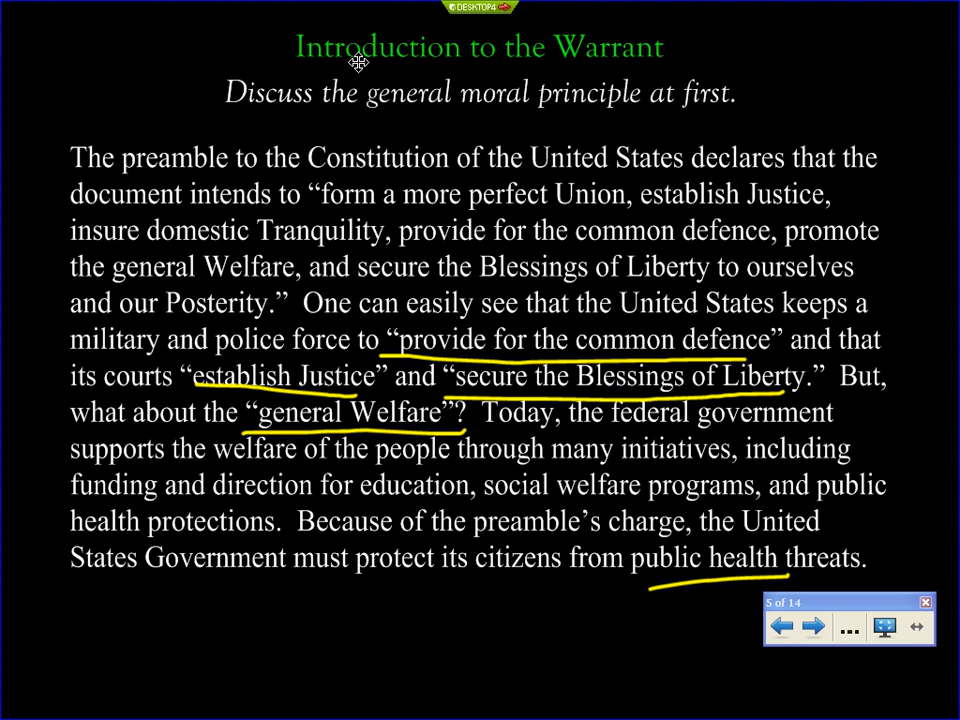 DESKTOP4
Introduction to the Warrant
Discuss the general moral principle at first.
The preamble to the Constitution of the United States declares that the
document intends to “form a more perfect Union, establish Justice,
insure domestic Tranquility, provide for the common defence, promote
the general Welfare, and secure the Blessings of Liberty to ourselves
and our Posterity.”  One can easily see that the United States keeps a
military and police force to “provide for the common defence” and that
its courts “establish Justice” and “secure the Blessings of Liberty.”  But,
what about the “general Welfare”?  Today, the federal government
supports the welfare of the people through many initiatives, including
funding and direction for education, social welfare programs, and public
health protections.  Because of the preamble’s charge, the United
States Government must protect its citizens from public health threats.
5 of 14